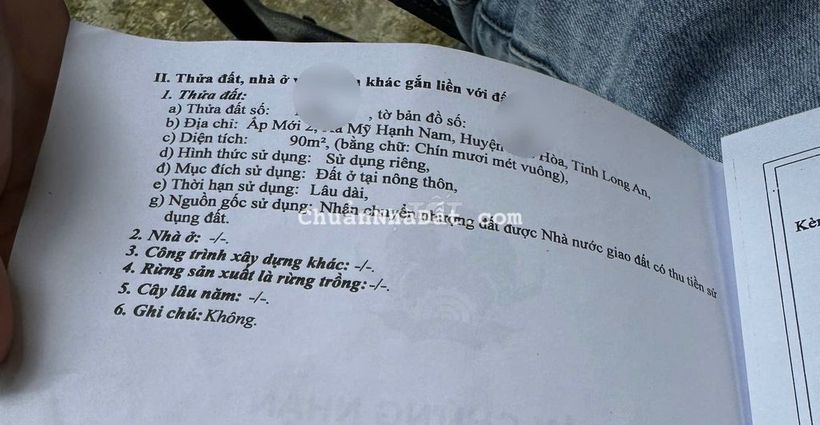 II. Thửa đất, nhà ở khác gắn liền với
1. Thửa đất:
a) Thửa đất số: , tờ bản đồ số:
b) Địa chỉ: Ấp Mới 2, Mỹ Hạnh Nam, Huyện Hòa, Tỉnh Long An,
c) Diện tích: 90m², (bằng chữ: Chín mươi mét vuông),
d) Hình thức sử dụng: Sử dụng riêng,
đ) Mục đích sử dụng: Đất ở tại nông thôn,
e) Thời hạn sử dụng: Lâu dài,
g) Nguồn gốc sử dụng: Nhận chuyển nhượng đất được Nhà nước giao đất có thu tiền sử
dụng đất.
ChuẩnNhàĐất.com
2. Nhà ở: -/-.
3. Công trình xây dựng khác: -/-.
4. Rừng sản xuất là rừng trồng: -/-.
5. Cây lâu năm: -/-.
6. Ghi chú: Không.